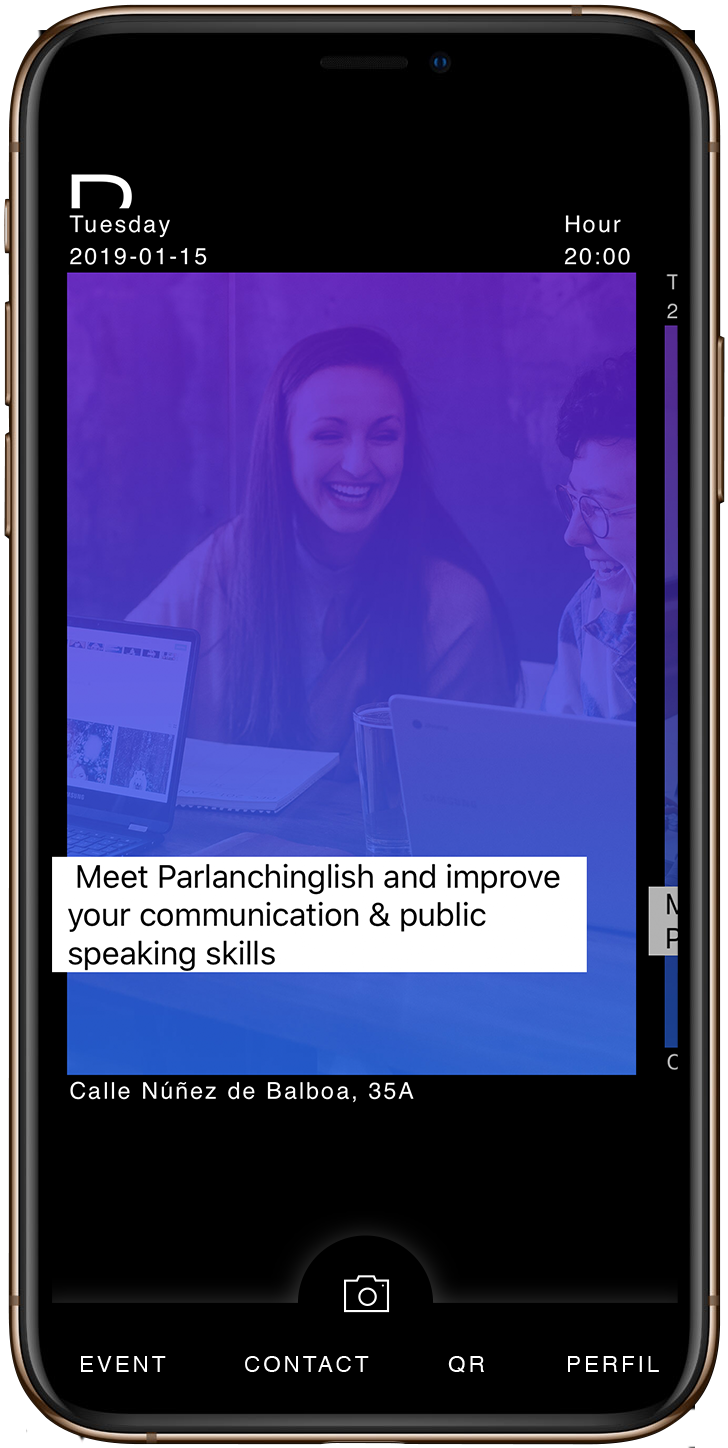 Tuesday
2019-01-15
Hour
20:00
Meet Parlanchinglish and improve
your communication & public
speaking skills
Calle Núñez de Balboa, 35A
EVENT
CONTACT
QR
PERFIL